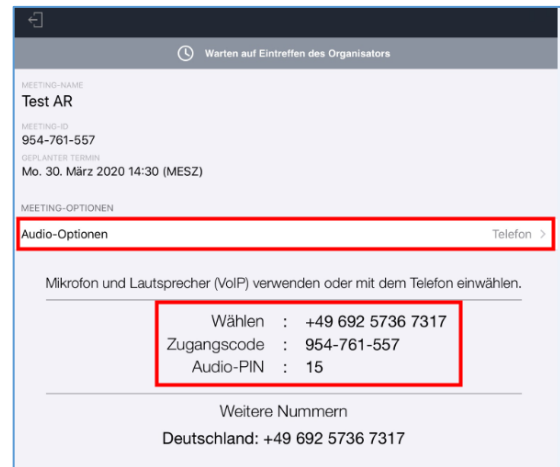 Warten auf Eintreffen des Organisators
MEETING-NAME
Test AR
MEETING-ID
954-761-557
GEPLANTER TERMIN
Mo. 30. März 2020 14:30 (MESZ)
MEETING-OPTIONEN
Audio-Optionen Telefon >
Mikrofon und Lautsprecher (VoIP) verwenden oder mit dem Telefon einwählen.
Wählen : +49 692 5736 7317
Zugangscode : 954-761-557
Audio-PIN : 15
Weitere Nummern
Deutschland: +49 692 5736 7317